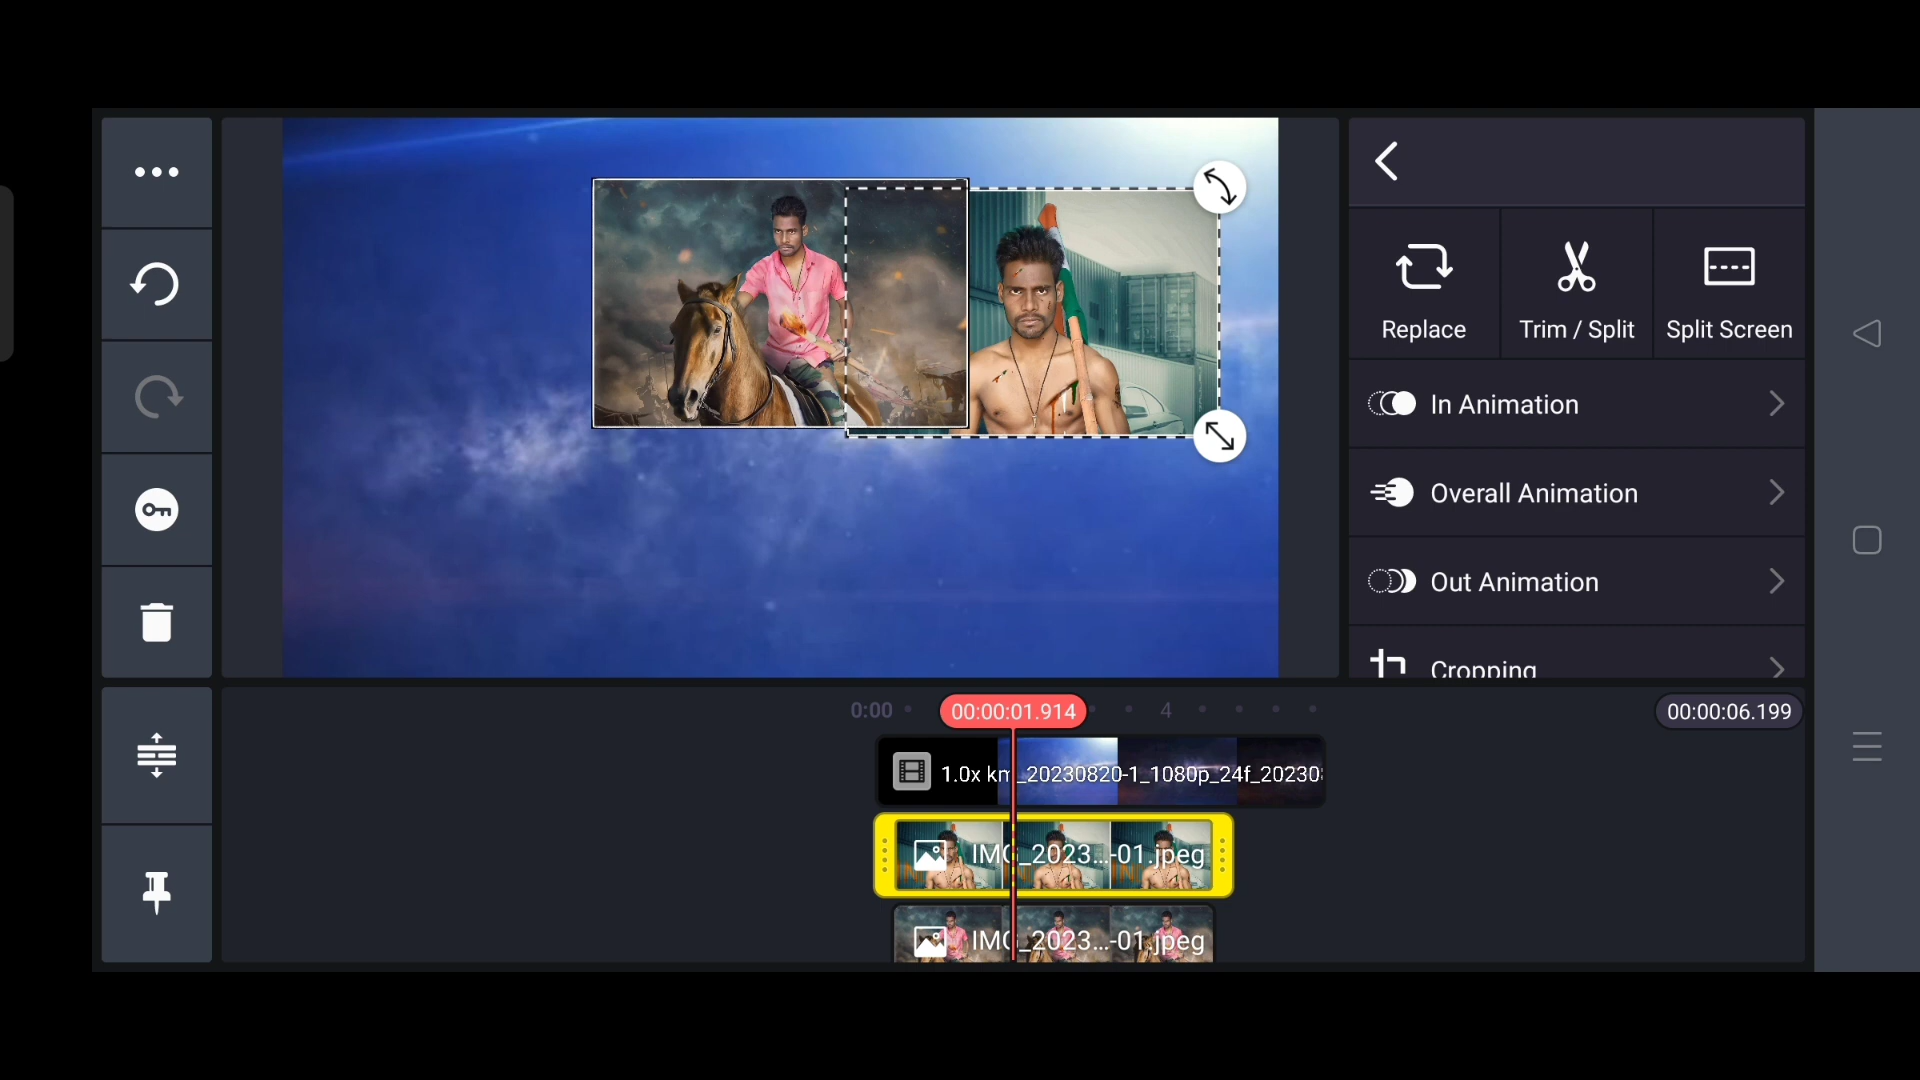 Replace
Trim / Split
Split Screen
In Animation
Overall Animation
Out Animation
Cropping
0:00
00:00:01.914
4
00:00:06.199
1.0x km_20230820-1_1080p_24f_20230
IMG_2023...-01.jpeg
IMG_2023...-01.jpeg